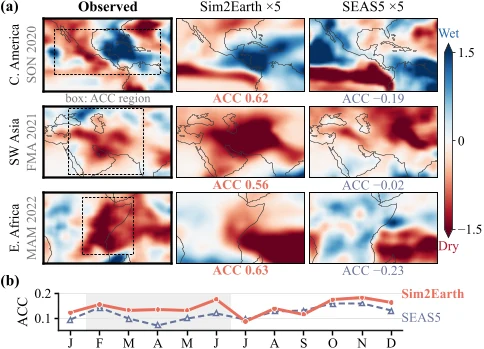 (a) Observed Sim2Earth ×5 SEAS5 ×5
C. America
SON 2020
box: ACC region
ACC 0.62
ACC −0.19
SW Asia
FMA 2021
ACC 0.56
ACC −0.02
E. Africa
MAM 2022
ACC 0.63
ACC −0.23
Wet
1.5
0
−1.5
Dry
(b)
ACC
0.2
0.1
Sim2Earth
SEAS5
J F M A M J J A S O N D